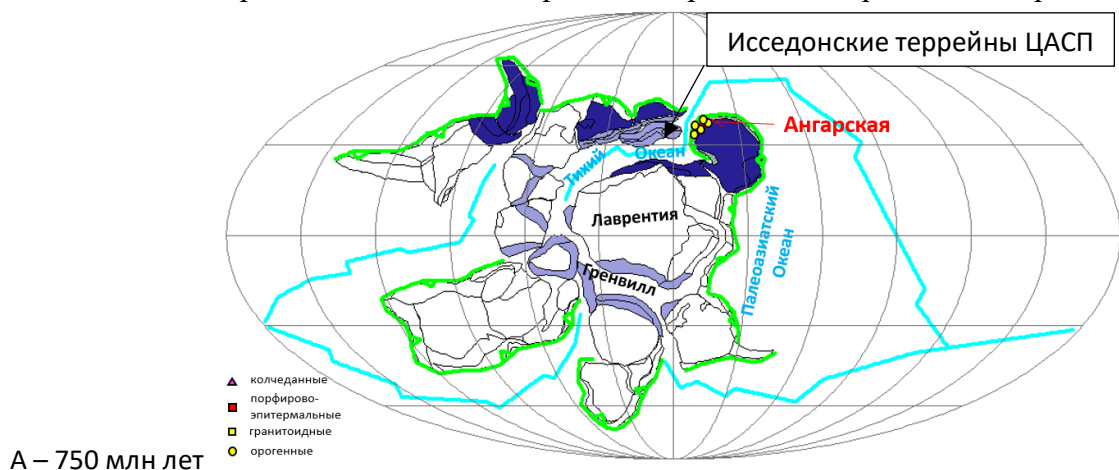 Исседонские террейны ЦАСП
Ангарская
Тихий Океан
Лаврентия
Палеоазиатский
Океан
Гренвилл
колчеданные
порфирово-
эпитермальные
гранитоидные
орогенные
А – 750 млн лет